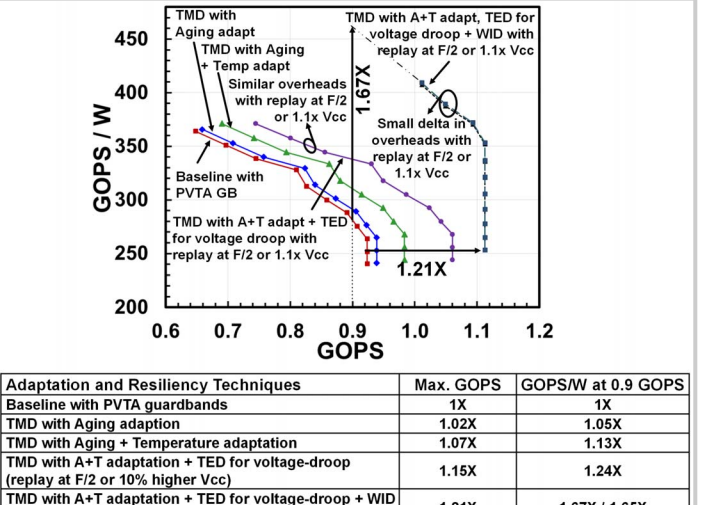 TMD with
Aging adapt
TMD with Aging
+ Temp adapt
Similar overheads
with replay at F/2
or 1.1x Vcc
TMD with A+T adapt, TED for
voltage droop + WID with
replay at F/2 or 1.1x Vcc
1.67X
Small delta in
overheads with
replay at F/2 or
1.1x Vcc
Baseline with
PVTA GB
TMD with A+T adapt + TED
for voltage droop with
replay at F/2 or 1.1x Vcc
1.21X
GOPS / W
450
400
350
300
250
200
0.6 0.7 0.8 0.9 1.0 1.1 1.2
GOPS
Adaptation and Resiliency Techniques Max. GOPS GOPS/W at 0.9 GOPS
Baseline with PVTA guardbands 1X 1X
TMD with Aging adaption 1.02X 1.05X
TMD with Aging + Temperature adaptation 1.07X 1.13X
TMD with A+T adaptation + TED for voltage-droop
(replay at F/2 or 10% higher Vcc) 1.15X 1.24X
TMD with A+T adaptation + TED for voltage-droop + WID